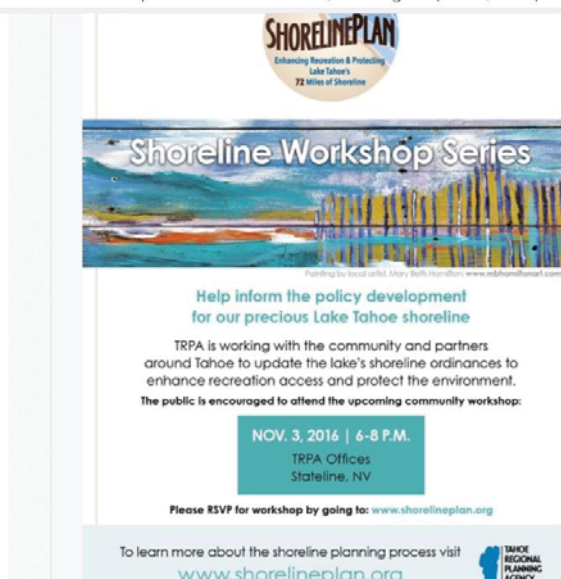 SHORELINEPLAN
Enhancing Recreation & Protecting
Lake Tahoe's
72 Miles of Shoreline
Shoreline Workshop Series
Painting by local artist, Mary Beth Hamilton: www.mbhamiltonart.com
Help inform the policy development
for our precious Lake Tahoe shoreline
TRPA is working with the community and partners
around Tahoe to update the lake's shoreline ordinances to
enhance recreation access and protect the environment.
The public is encouraged to attend the upcoming community workshop:
NOV. 3, 2016 | 6-8 P.M.
TRPA Offices
Stateline, NV
Please RSVP for workshop by going to: www.shorelineplan.org
To learn more about the shoreline planning process visit
www.shorelineplan.org
TAHOE
REGIONAL
PLANNING
AGENCY